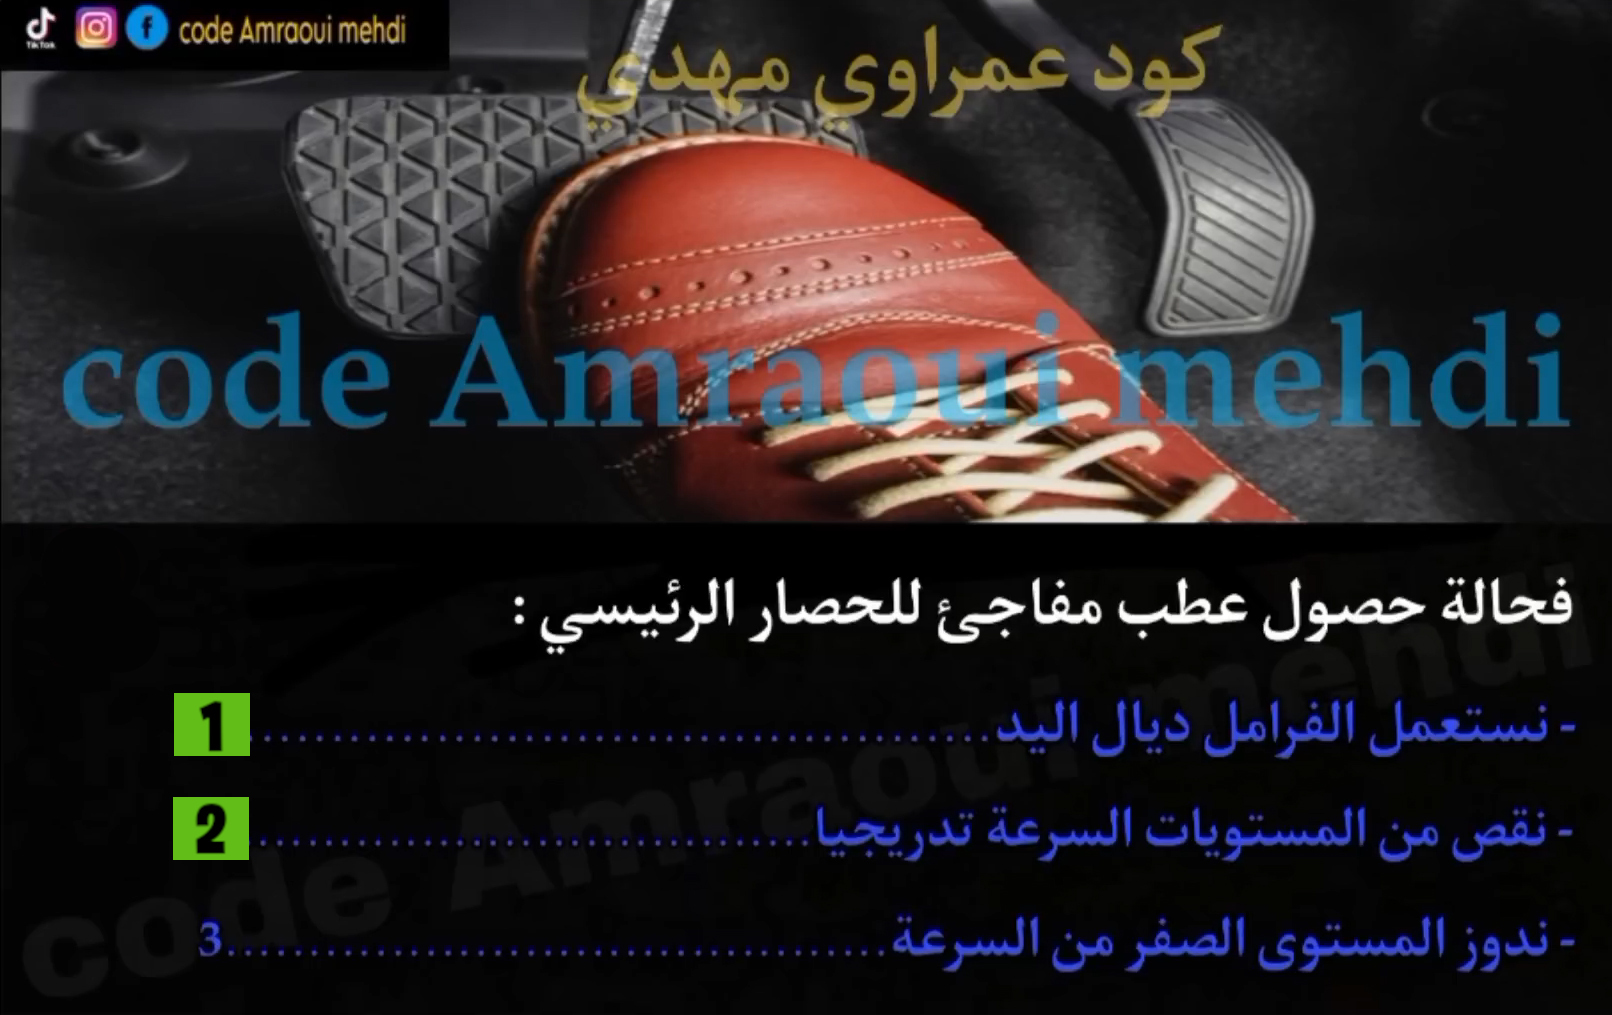 TikTok
code Amraoui mehdi
كود عمراوي مهدي
code Amraoui mehdi
فحالة حصول عطب مفاجئ للحصار الرئيسي :
- نستعمل الفرامل ديال اليد.......................................... 1
- نقص من المستويات السرعة تدريجيا................................ 2
- ندوز المستوى الصفر من السرعة......................................3
code Amraoui mehdi